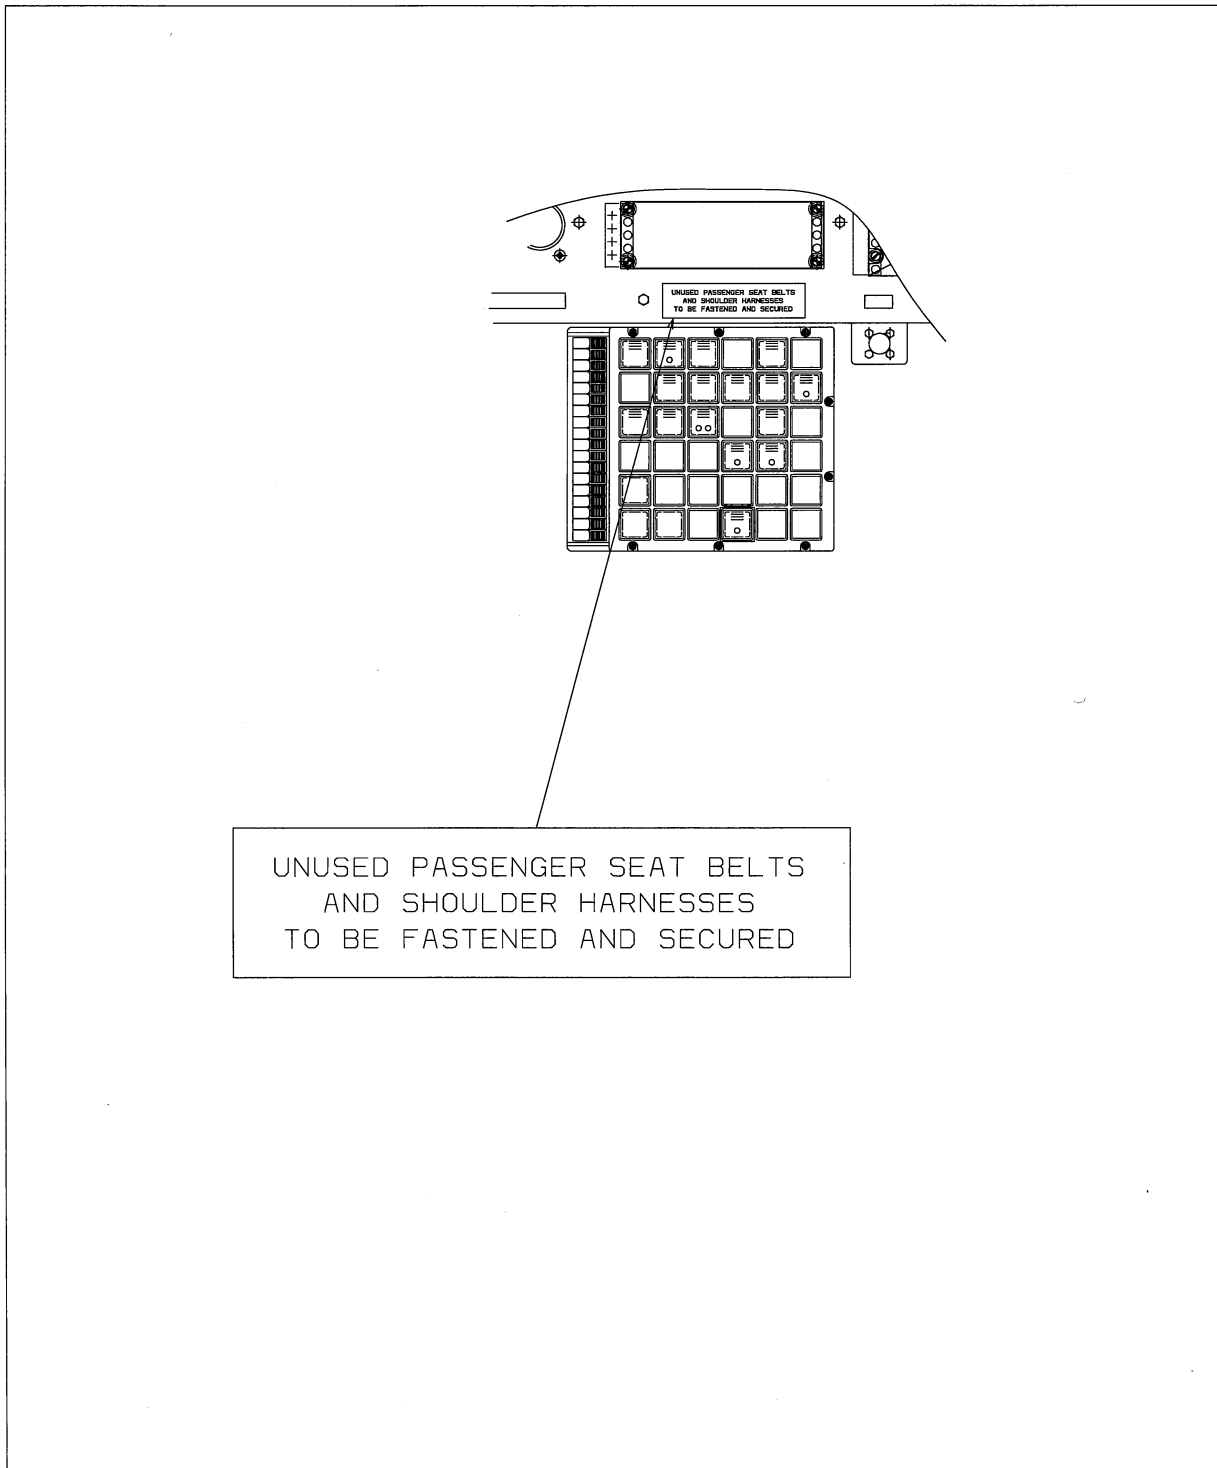 UNUSED PASSENGER SEAT BELTS
AND SHOULDER HARNESSES
TO BE FASTENED AND SECURED
UNUSED PASSENGER SEAT BELTS
AND SHOULDER HARNESSES
TO BE FASTENED AND SECURED